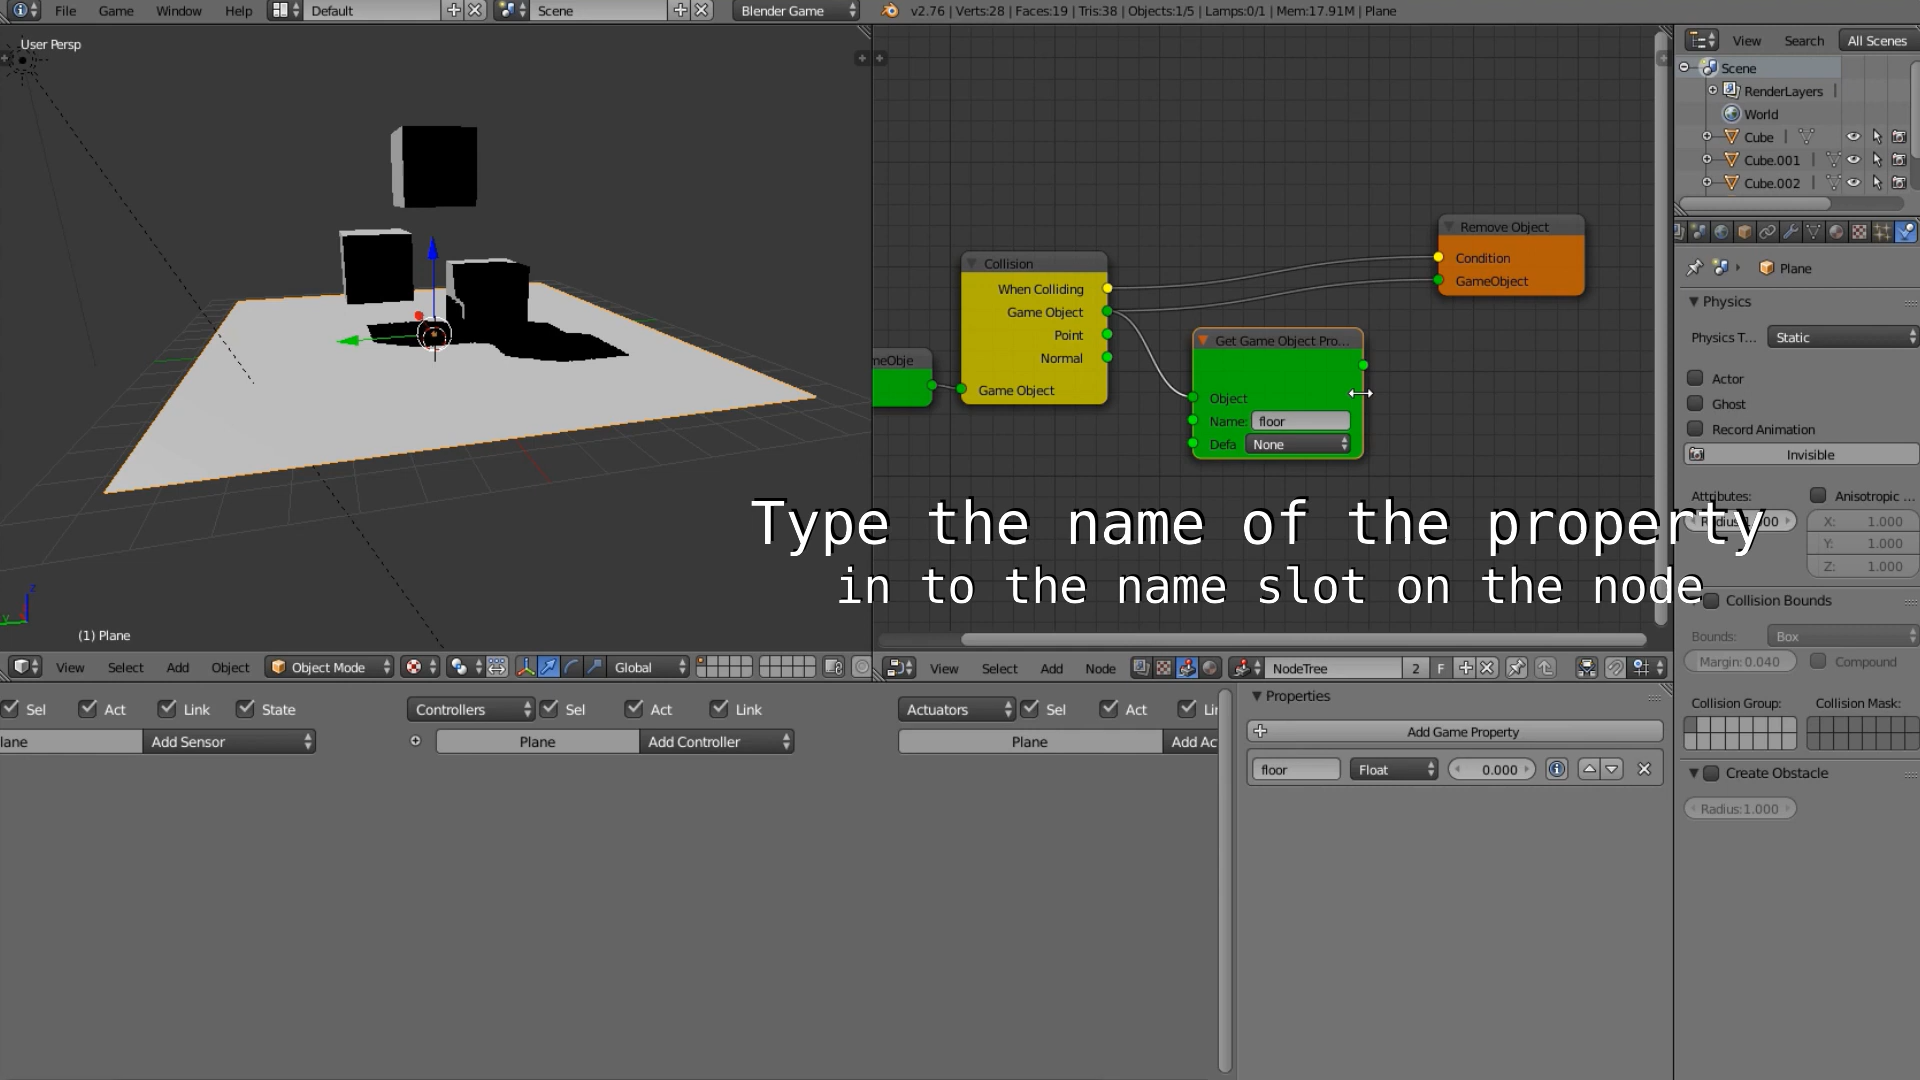 File Game Window Help Default Scene Blender Game v2.76 | Verts:28 | Faces:19 | Tris:38 | Objects:1/5 | Lamps:0/1 | Mem:17.91M | Plane
User Persp
(1) Plane
View Select Add Object Object Mode Global
Collision
When Colliding
Game Object
Point
Normal
Game Object
Get Game Object Pro...
Object
Name: floor
Defa None
Remove Object
Condition
GameObject
Type the name of the property
in to the name slot on the node
View Select Add Node NodeTree 2 F
View Search All Scenes
Scene
RenderLayers
World
Cube
Cube.001
Cube.002
Plane
Physics
Physics T... Static
Actor
Ghost
Record Animation
Invisible
Attributes: Anisotropic ...
X: 1.000
Y: 1.000
Z: 1.000
Collision Bounds
Bounds: Box
Margin: 0.040 Compound
Collision Group: Collision Mask:
Create Obstacle
Radius:1.000
Sel Act Link State Controllers Sel Act Link Actuators Sel Act
Add Sensor Plane Add Controller Plane
Properties
Add Game Property
floor Float 0.000